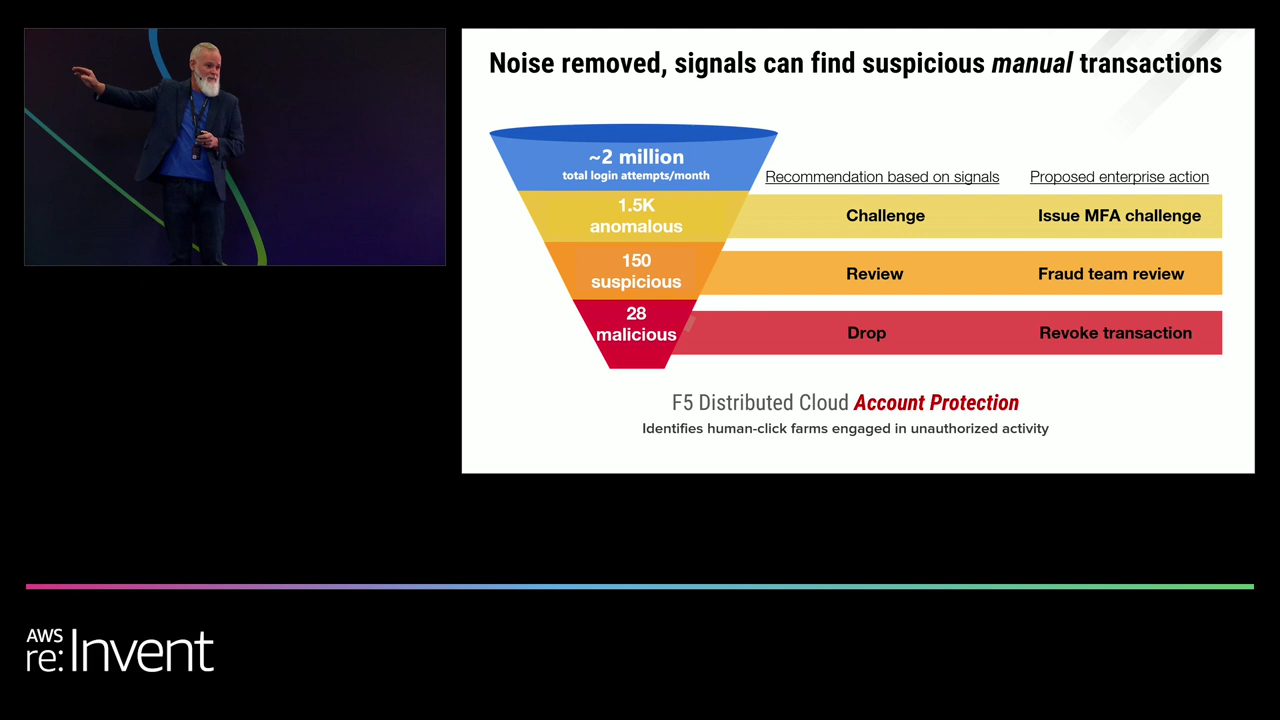 Noise removed, signals can find suspicious manual transactions
~2 million
total login attempts/month
Recommendation based on signals
Proposed enterprise action
1.5K
anomalous
Challenge
Issue MFA challenge
150
suspicious
Review
Fraud team review
28
malicious
Drop
Revoke transaction
F5 Distributed Cloud Account Protection
Identifies human-click farms engaged in unauthorized activity
AWS
re:Invent